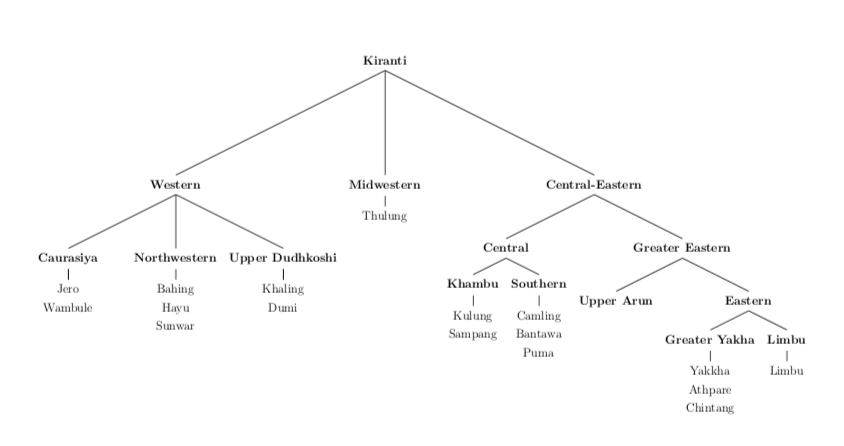 Kiranti
Western Midwestern Central-Eastern
Thulung
Central Greater Eastern
Caurasiya Northwestern Upper Dudhkoshi
Khambu Southern
Jero Bahing Khaling
Upper Arun Eastern
Wambule Hayu Dumi
Kulung Camling
Sunwar
Sampang Bantawa
Greater Yakha Limbu
Puma
Yakkha Limbu
Athpare
Chintang